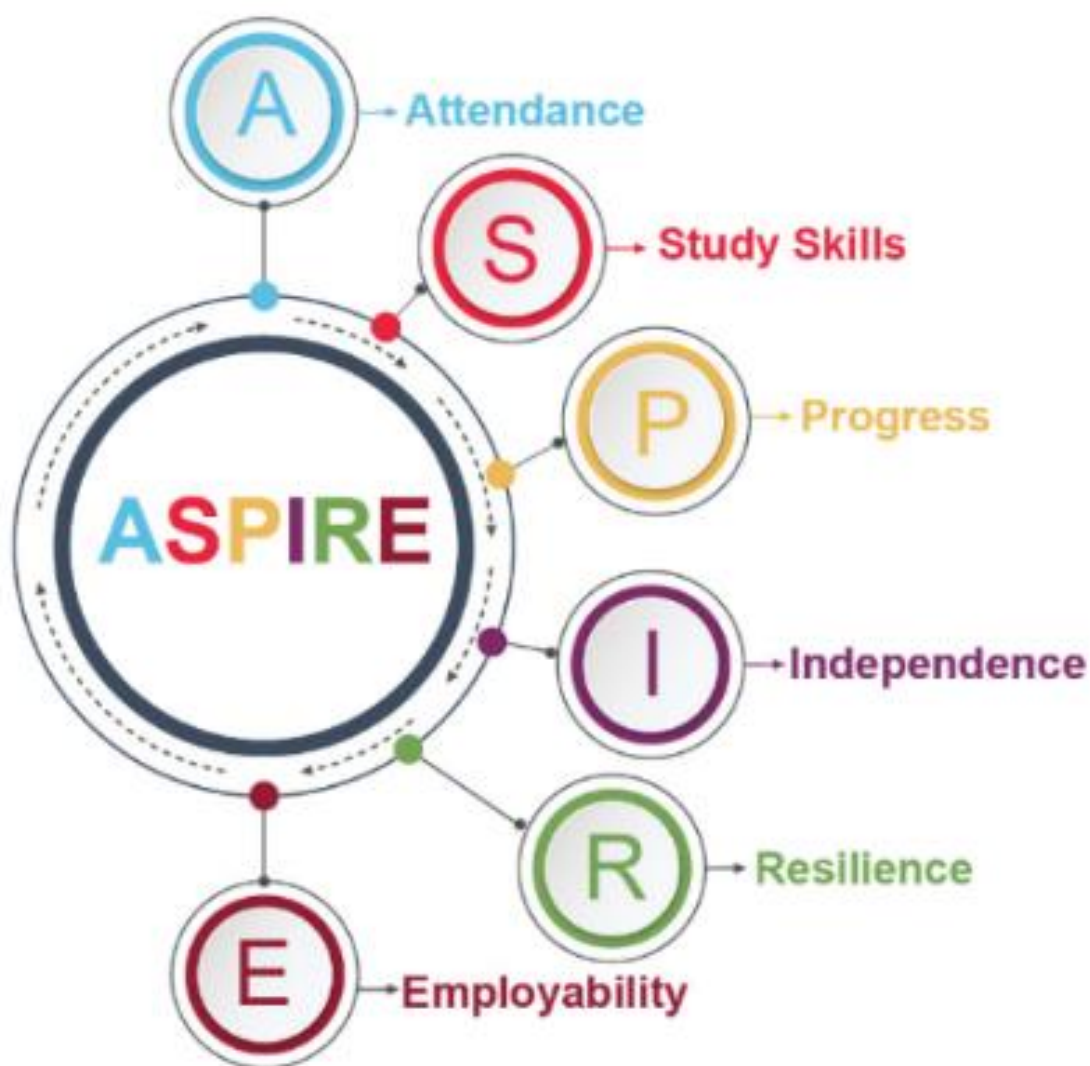 A
Attendance
S
Study Skills
P
Progress
ASPIRE
I
Independence
R
Resilience
E
Employability